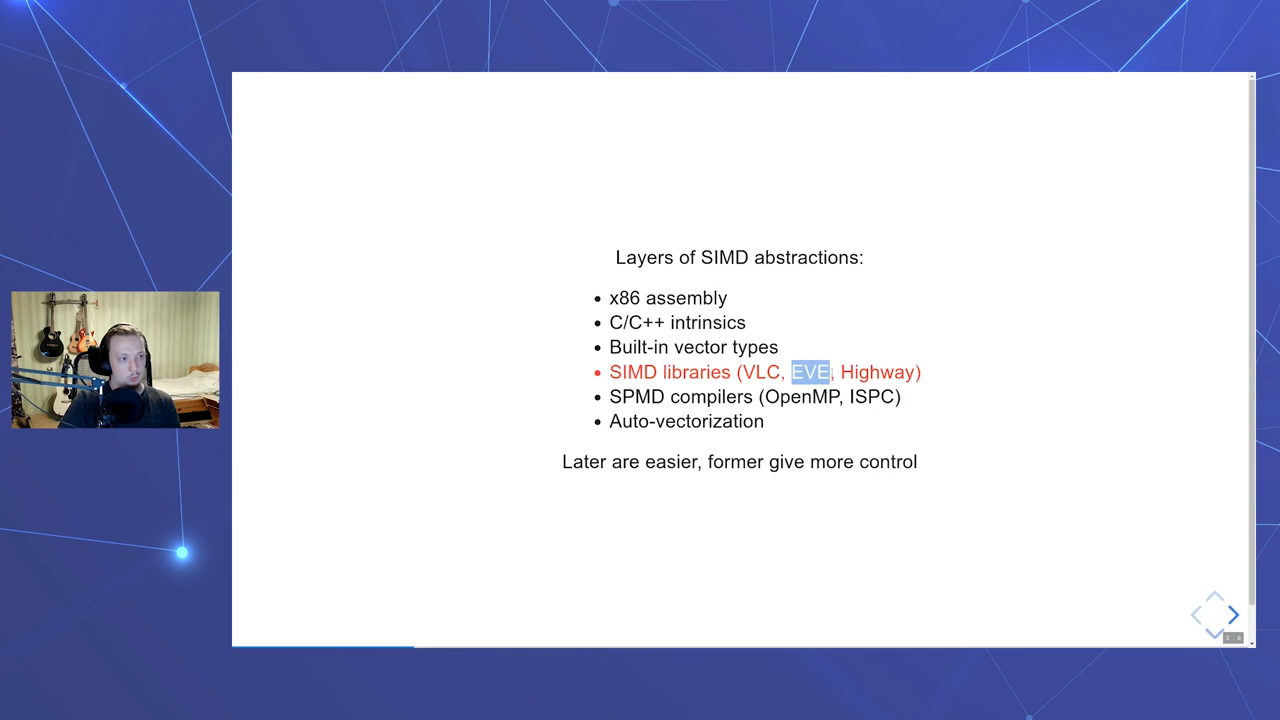 Layers of SIMD abstractions:
• x86 assembly
• C/C++ intrinsics
• Built-in vector types
• SIMD libraries (VLC, EVE, Highway)
• SPMD compilers (OpenMP, ISPC)
• Auto-vectorization
Later are easier, former give more control